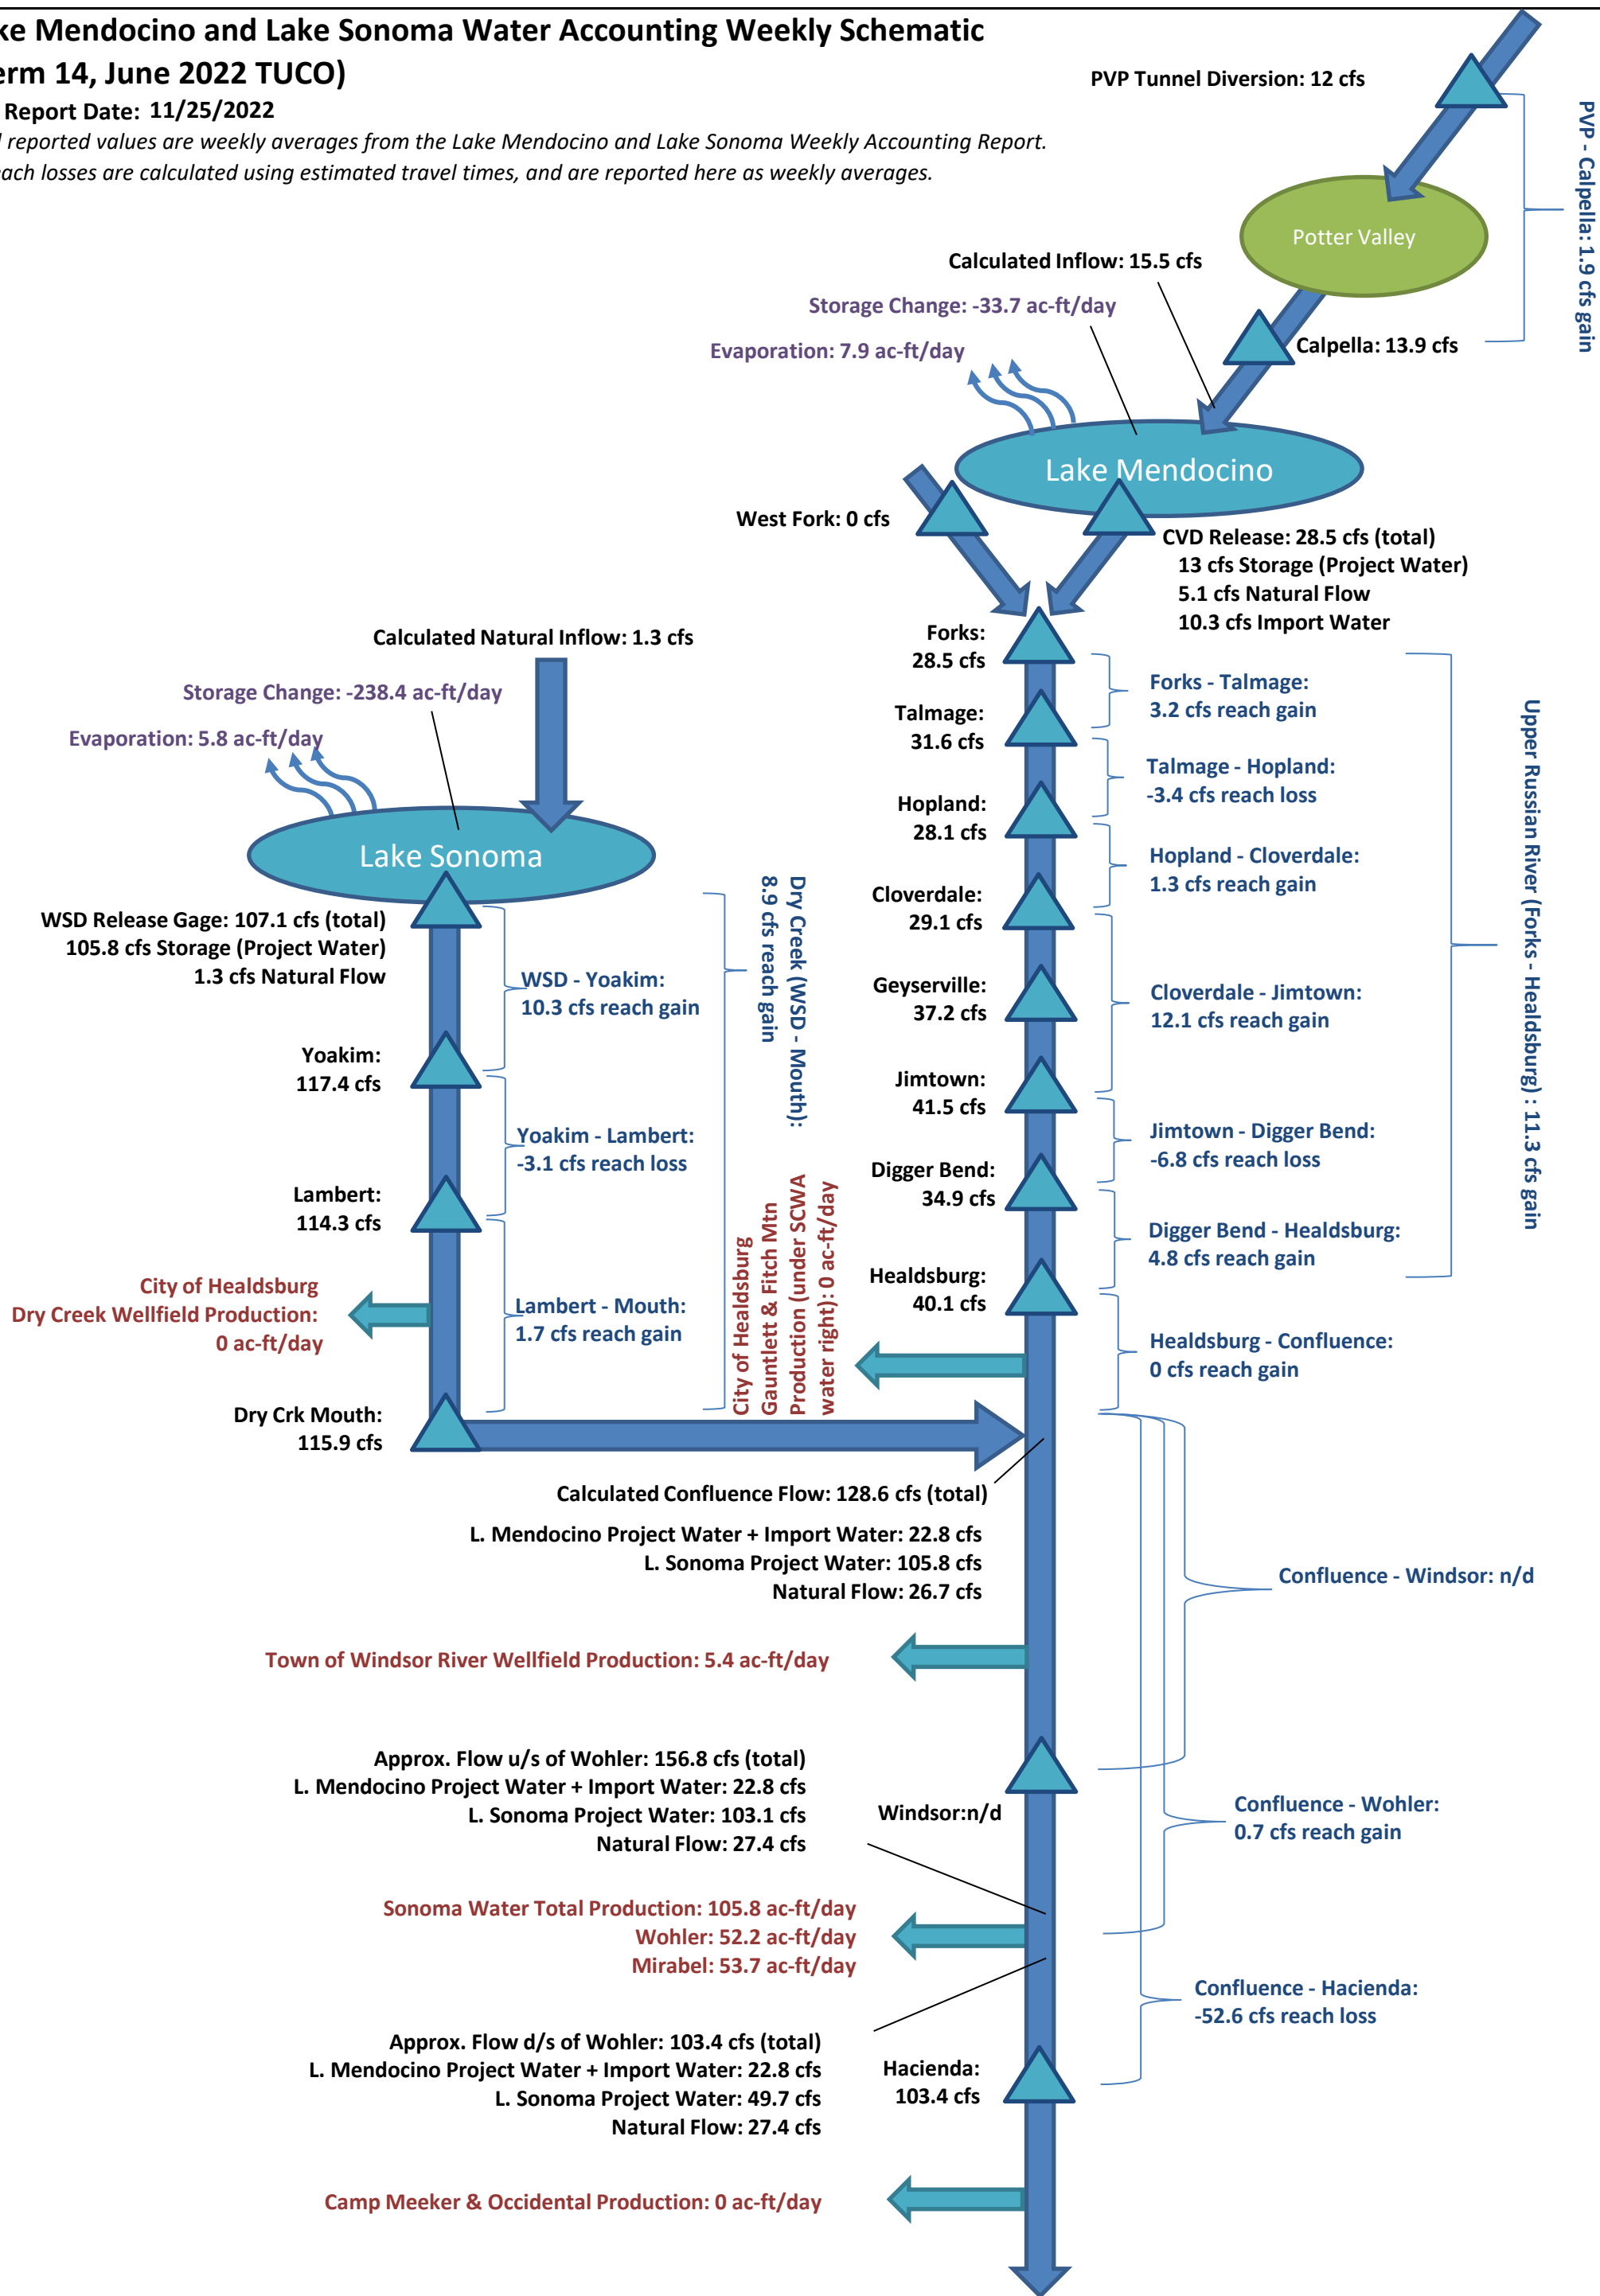 ke Mendocino and Lake Sonoma Water Accounting Weekly Schematic
erm 14, June 2022 TUCO)
Report Date: 11/25/2022
l reported values are weekly averages from the Lake Mendocino and Lake Sonoma Weekly Accounting Report.
each losses are calculated using estimated travel times, and are reported here as weekly averages.
PVP Tunnel Diversion: 12 cfs
PVP - Calpella: 1.9 cfs gain
Potter Valley
Calculated Inflow: 15.5 cfs
Storage Change: -33.7 ac-ft/day
Evaporation: 7.9 ac-ft/day
Calpella: 13.9 cfs
Lake Mendocino
West Fork: 0 cfs
CVD Release: 28.5 cfs (total)
13 cfs Storage (Project Water)
5.1 cfs Natural Flow
10.3 cfs Import Water
Calculated Natural Inflow: 1.3 cfs
Storage Change: -238.4 ac-ft/day
Evaporation: 5.8 ac-ft/day
Lake Sonoma
WSD Release Gage: 107.1 cfs (total)
105.8 cfs Storage (Project Water)
1.3 cfs Natural Flow
WSD - Yoakim:
10.3 cfs reach gain
Yoakim:
117.4 cfs
Yoakim - Lambert:
-3.1 cfs reach loss
Lambert:
114.3 cfs
City of Healdsburg
Dry Creek Wellfield Production:
0 ac-ft/day
Lambert - Mouth:
1.7 cfs reach gain
Dry Crk Mouth:
115.9 cfs
Dry Creek (WSD - Mouth):
8.9 cfs reach gain
City of Healdsburg
Gauntlett & Fitch Mtn
Production (under SCWA
water right): 0 ac-ft/day
Forks:
28.5 cfs
Forks - Talmage:
3.2 cfs reach gain
Talmage:
31.6 cfs
Talmage - Hopland:
-3.4 cfs reach loss
Hopland:
28.1 cfs
Hopland - Cloverdale:
1.3 cfs reach gain
Cloverdale:
29.1 cfs
Geyserville:
37.2 cfs
Cloverdale - Jimtown:
12.1 cfs reach gain
Jimtown:
41.5 cfs
Jimtown - Digger Bend:
-6.8 cfs reach loss
Digger Bend:
34.9 cfs
Digger Bend - Healdsburg:
4.8 cfs reach gain
Healdsburg:
40.1 cfs
Healdsburg - Confluence:
0 cfs reach gain
Upper Russian River (Forks - Healdsburg) : 11.3 cfs gain
Calculated Confluence Flow: 128.6 cfs (total)
L. Mendocino Project Water + Import Water: 22.8 cfs
L. Sonoma Project Water: 105.8 cfs
Natural Flow: 26.7 cfs
Confluence - Windsor: n/d
Town of Windsor River Wellfield Production: 5.4 ac-ft/day
Approx. Flow u/s of Wohler: 156.8 cfs (total)
L. Mendocino Project Water + Import Water: 22.8 cfs
L. Sonoma Project Water: 103.1 cfs
Natural Flow: 27.4 cfs
Windsor:n/d
Confluence - Wohler:
0.7 cfs reach gain
Sonoma Water Total Production: 105.8 ac-ft/day
Wohler: 52.2 ac-ft/day
Mirabel: 53.7 ac-ft/day
Confluence - Hacienda:
-52.6 cfs reach loss
Approx. Flow d/s of Wohler: 103.4 cfs (total)
L. Mendocino Project Water + Import Water: 22.8 cfs
L. Sonoma Project Water: 49.7 cfs
Natural Flow: 27.4 cfs
Hacienda:
103.4 cfs
Camp Meeker & Occidental Production: 0 ac-ft/day